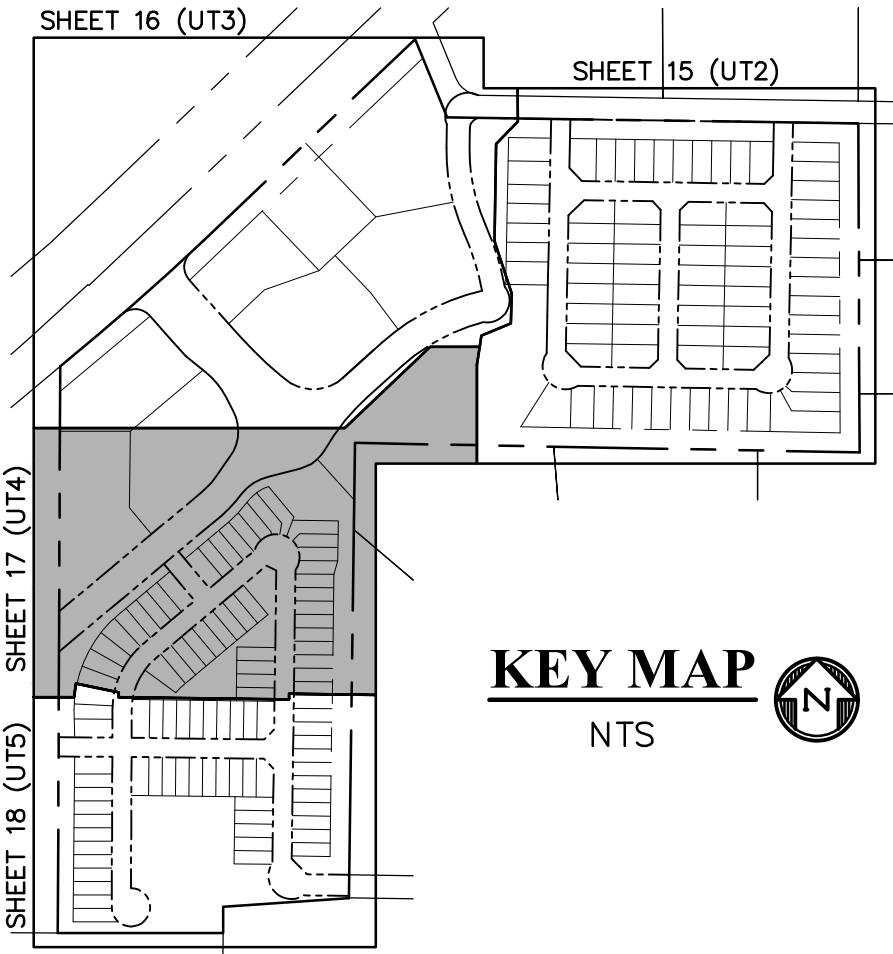 SHEET 16 (UT3)
SHEET 15 (UT2)
SHEET 17 (UT4)
KEY MAP
N
NTS
SHEET 18 (UT5)